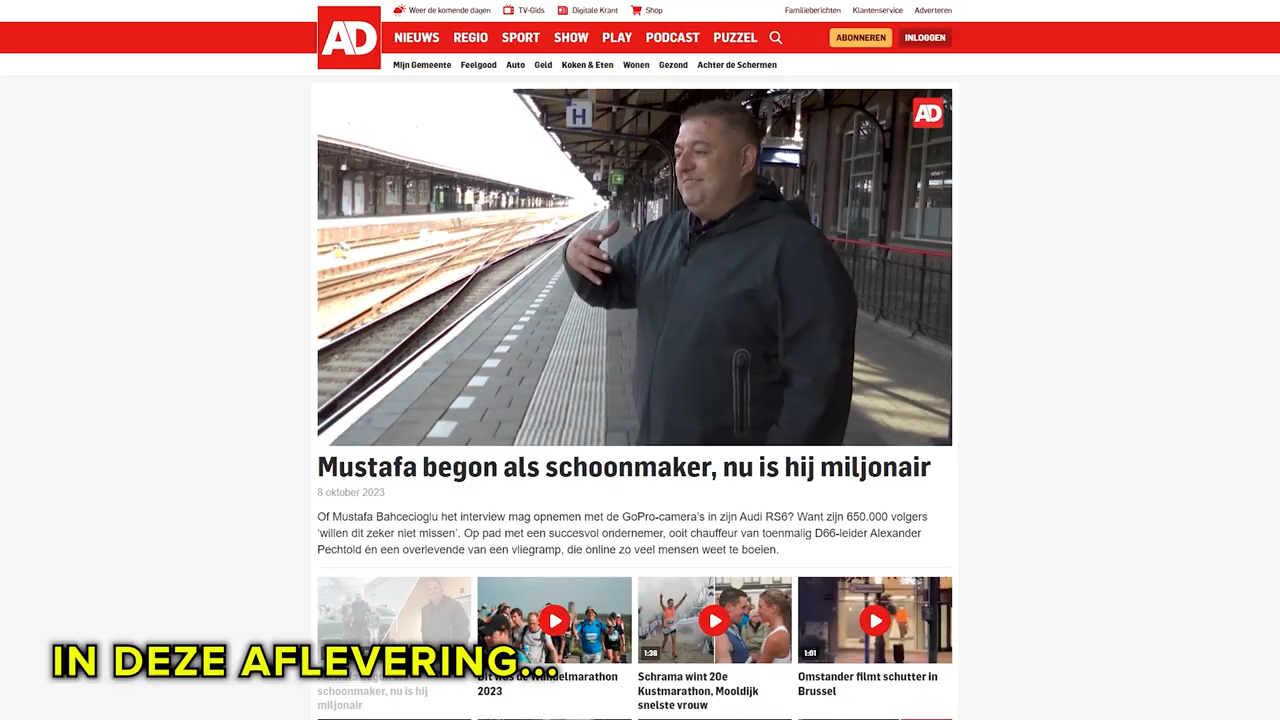 Weer de komende dagen TV-Gids Digitale Krant Shop Familieberichten Klantenservice Adverteren
AD NIEUWS REGIO SPORT SHOW PLAY PODCAST PUZZEL ABONNEREN INLOGGEN
Mijn Gemeente Feelgood Auto Geld Koken & Eten Wonen Gezond Achter de Schermen
H
AD
Mustafa begon als schoonmaker, nu is hij miljonair
8 oktober 2023
Of Mustafa Bahcecioglu het interview mag opnemen met de GoPro-camera's in zijn Audi RS6? Want zijn 650.000 volgers
'willen dit zeker niet missen'. Op pad met een succesvol ondernemer, ooit chauffeur van toenmalig D66-leider Alexander
Pechtold én een overlevende van een vliegramp, die online zo veel mensen weet te boeien.
1:36
1:01
IN DEZE AFLEVERING...
schoonmaker, nu is hij
miljonair
Dit was de
2023
Schrama wint 20e
Kustmarathon, Mooldijk
snelste vrouw
Omstander filmt schutter in
Brussel